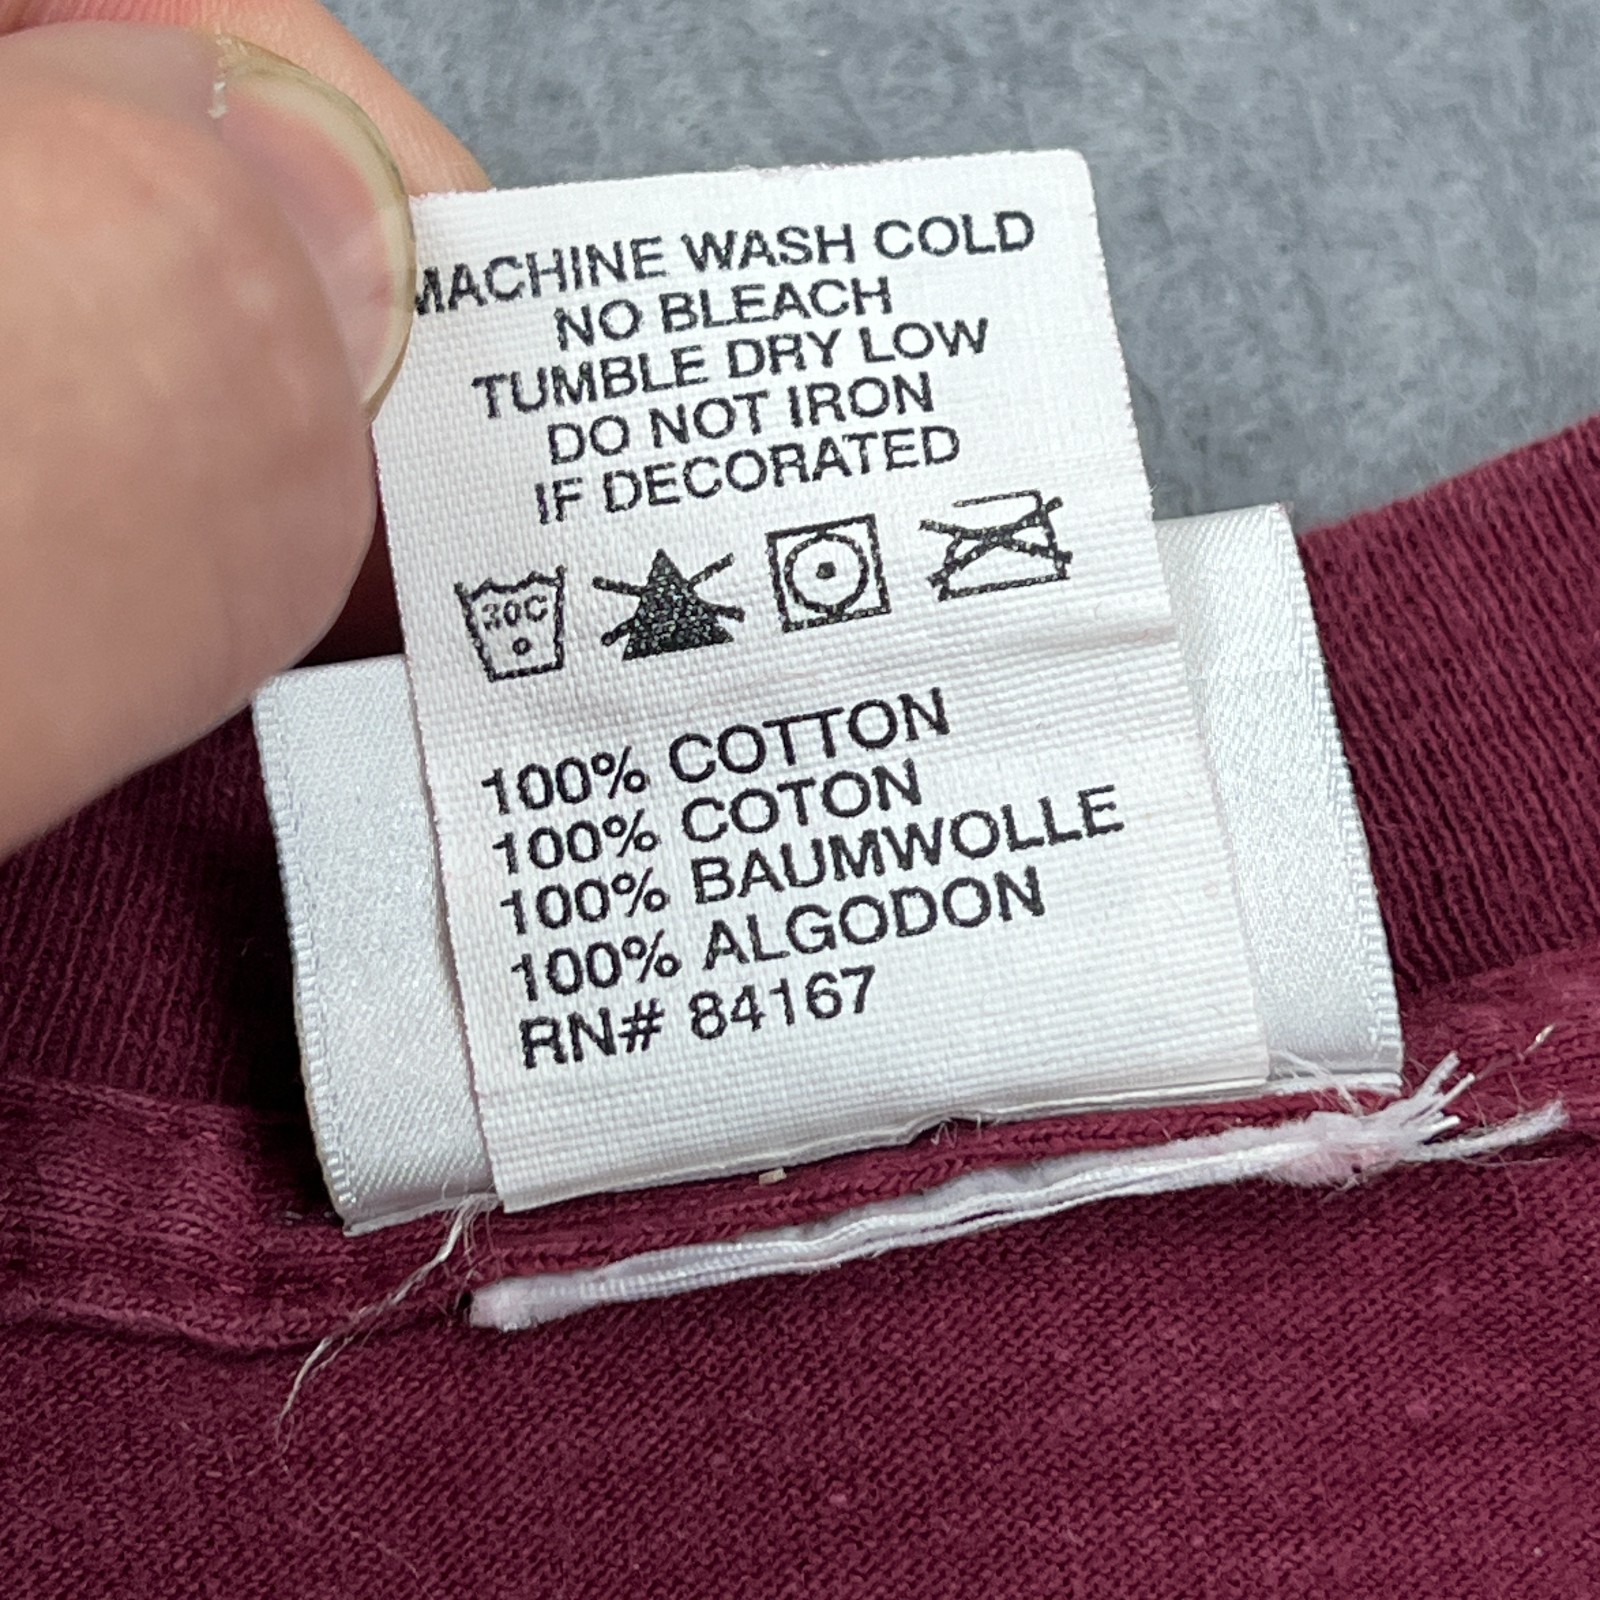 MACHINE WASH COLD
NO BLEACH
TUMBLE DRY LOW
DO NOT IRON
IF DECORATED
30C
100% COTTON
100% COTON
100% BAUMWOLLE
100% ALGODON
RN# 84167